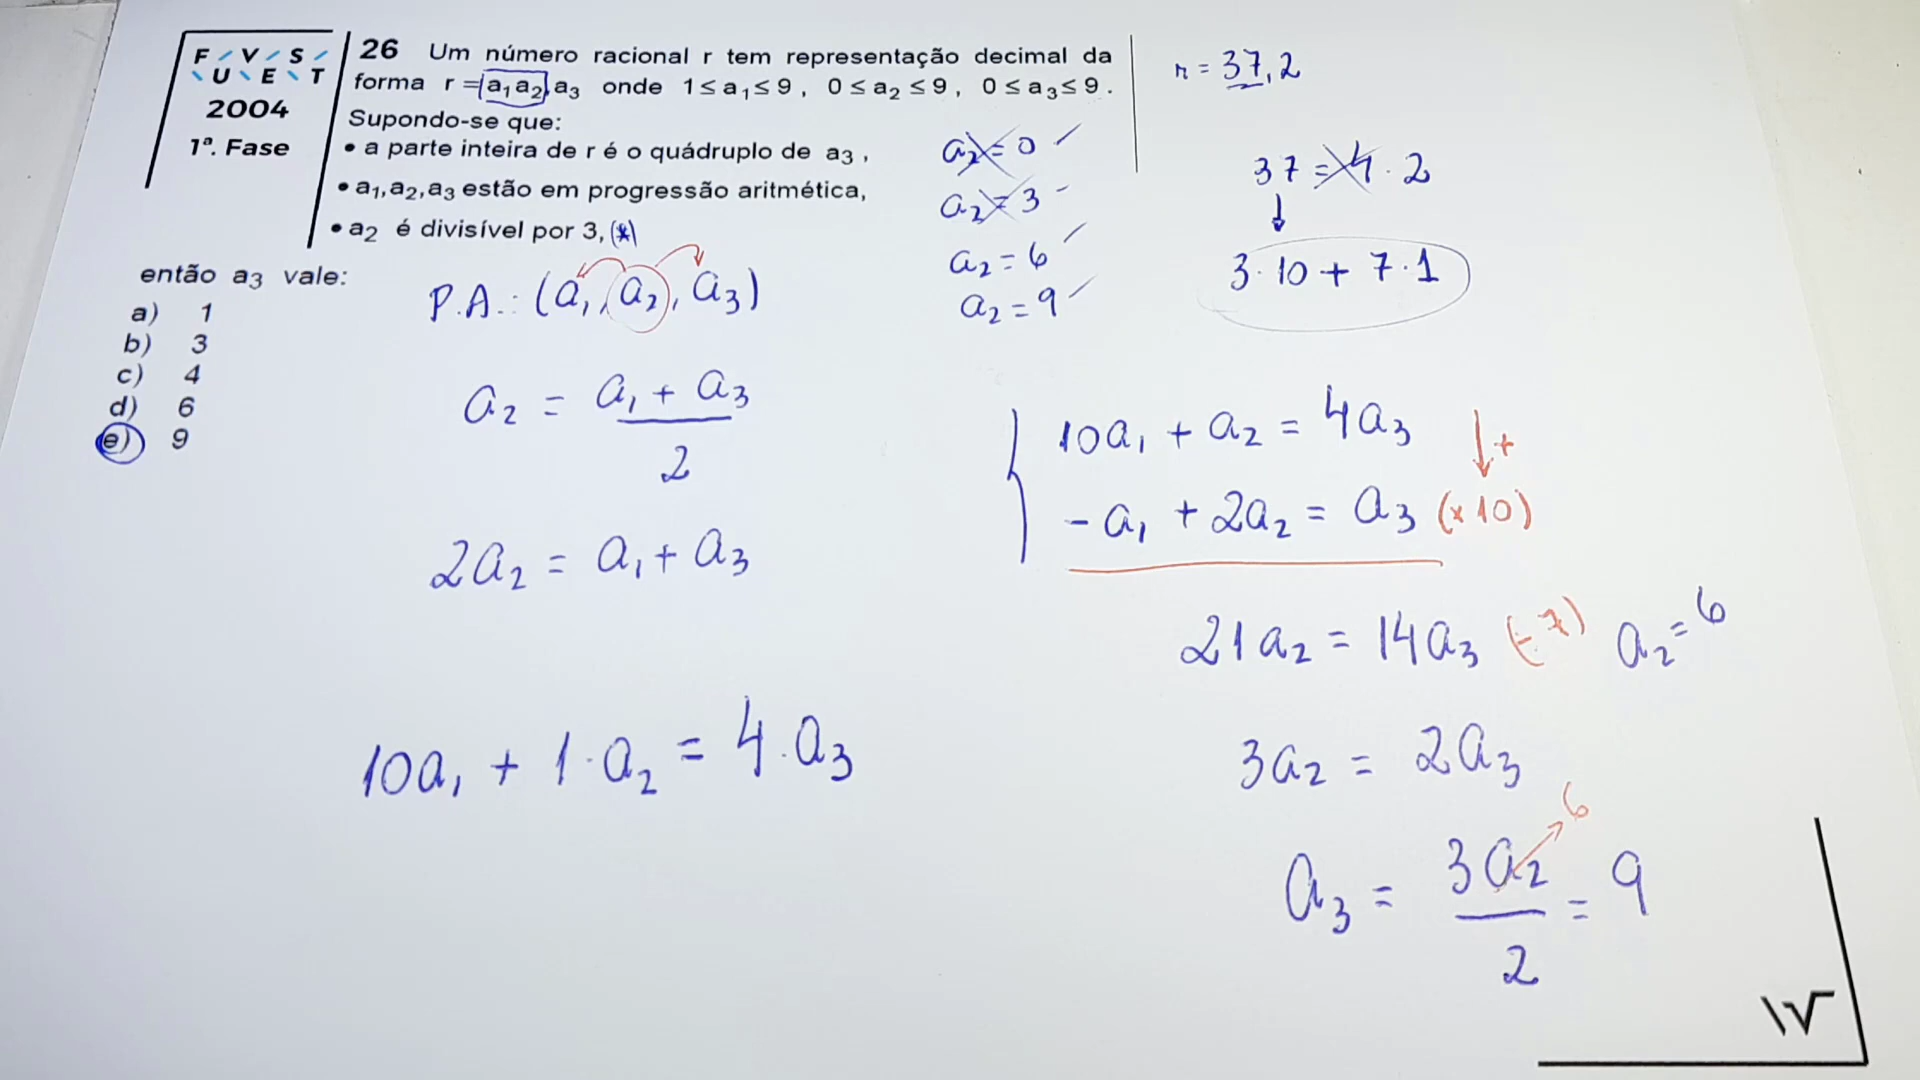 F V S
U E T
2004
1ª. Fase
26 Um número racional r tem representação decimal da
forma r = a₁a₂,a₃ onde 1 ≤ a₁ ≤ 9 , 0 ≤ a₂ ≤ 9 , 0 ≤ a₃ ≤ 9 .
Supondo-se que:
• a parte inteira de r é o quádruplo de a₃ ,
• a₁,a₂,a₃ estão em progressão aritmética,
• a₂ é divisível por 3, (*)
então a₃ vale:
a) 1
b) 3
c) 4
d) 6
e) 9
P.A.: (a₁, a₂, a₃)
a₂ = (a₁ + a₃)/2
2a₂ = a₁ + a₃
10a₁ + 1·a₂ = 4·a₃
a₂ = 0
a₂ = 3
a₂ = 6
a₂ = 9
r = 37,2
37 = 4·2
3·10 + 7·1
10a₁ + a₂ = 4a₃ +
-a₁ + 2a₂ = a₃ (×10)
21a₂ = 14a₃ (÷7) a₂ = 6
3a₂ = 2a₃
6
a₃ = 3a₂/2 = 9